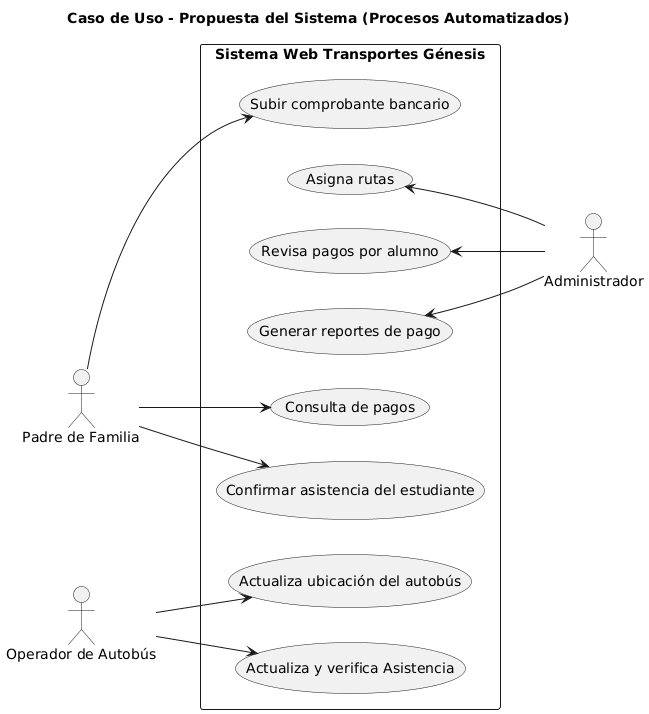 Caso de Uso - Propuesta del Sistema (Procesos Automatizados)
Sistema Web Transportes Génesis
Subir comprobante bancario
Asigna rutas
Revisa pagos por alumno
Administrador
Generar reportes de pago
Consulta de pagos
Padre de Familia
Confirmar asistencia del estudiante
Actualiza ubicación del autobús
Operador de Autobús
Actualiza y verifica Asistencia